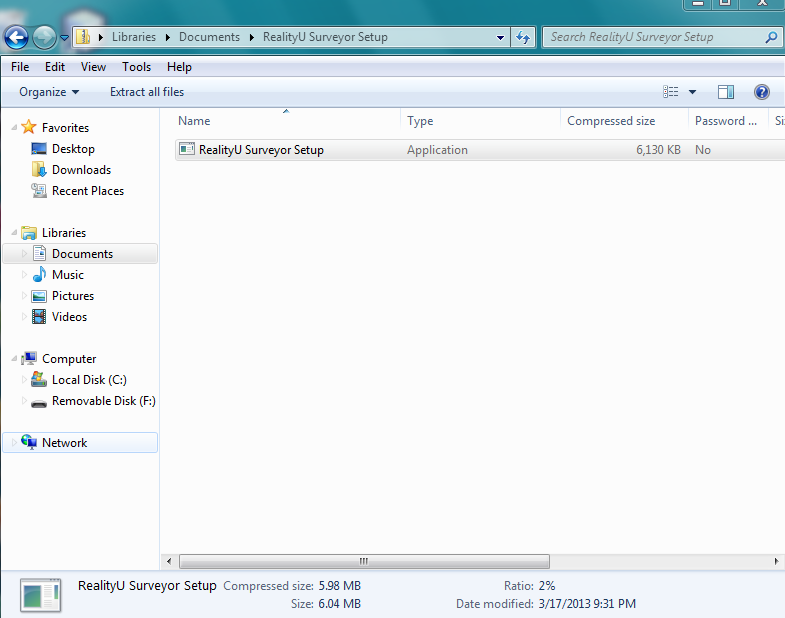 Libraries Documents RealityU Surveyor Setup Search RealityU Surveyor Setup
File Edit View Tools Help
Organize Extract all files
Name Type Compressed size Password ... Si
RealityU Surveyor Setup Application 6,130 KB No
Favorites
Desktop
Downloads
Recent Places
Libraries
Documents
Music
Pictures
Videos
Computer
Local Disk (C:)
Removable Disk (F:)
Network
RealityU Surveyor Setup Compressed size: 5.98 MB Ratio: 2%
Size: 6.04 MB Date modified: 3/17/2013 9:31 PM